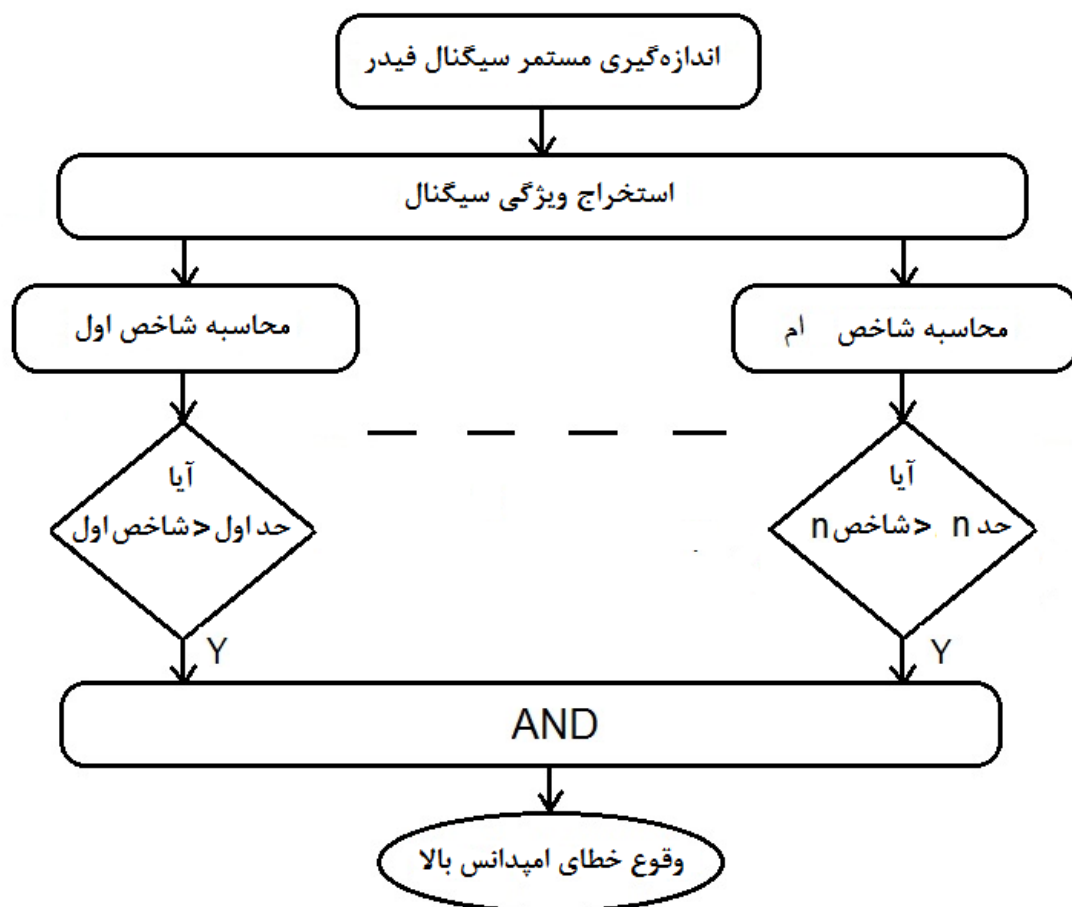 اندازه‌گیری مستمر سیگنال فیدر
استخراج ویژگی سیگنال
محاسبه شاخص اول
محاسبه شاخص ام
آیا
حد اول < شاخص اول
آیا
حد n < شاخص n
Y
Y
AND
وقوع خطای امپدانس بالا